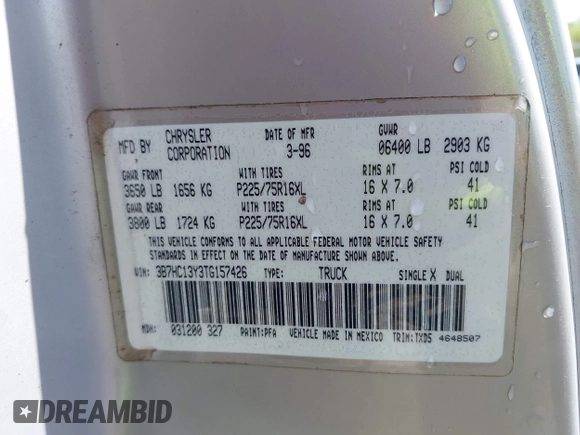 MFD BY CHRYSLER CORPORATION DATE OF MFR 3-96 GVWR 06400 LB 2903 KG
GAWR FRONT WITH TIRES RIMS AT PSI COLD
3650 LB 1656 KG P225/75R16XL 16 X 7.0 41
GAWR REAR WITH TIRES RIMS AT PSI COLD
3800 LB 1724 KG P225/75R16XL 16 X 7.0 41
THIS VEHICLE CONFORMS TO ALL APPLICABLE FEDERAL MOTOR VEHICLE SAFETY
STANDARDS IN EFFECT ON THE DATE OF MANUFACTURE SHOWN ABOVE.
VIN: 3B7HC13Y3TG157426 TYPE: TRUCK SINGLE X DUAL
MDH: 031200 327 PAINT:PFA VEHICLE MADE IN MEXICO TRIM:TXD5 4648507
DREAMBID